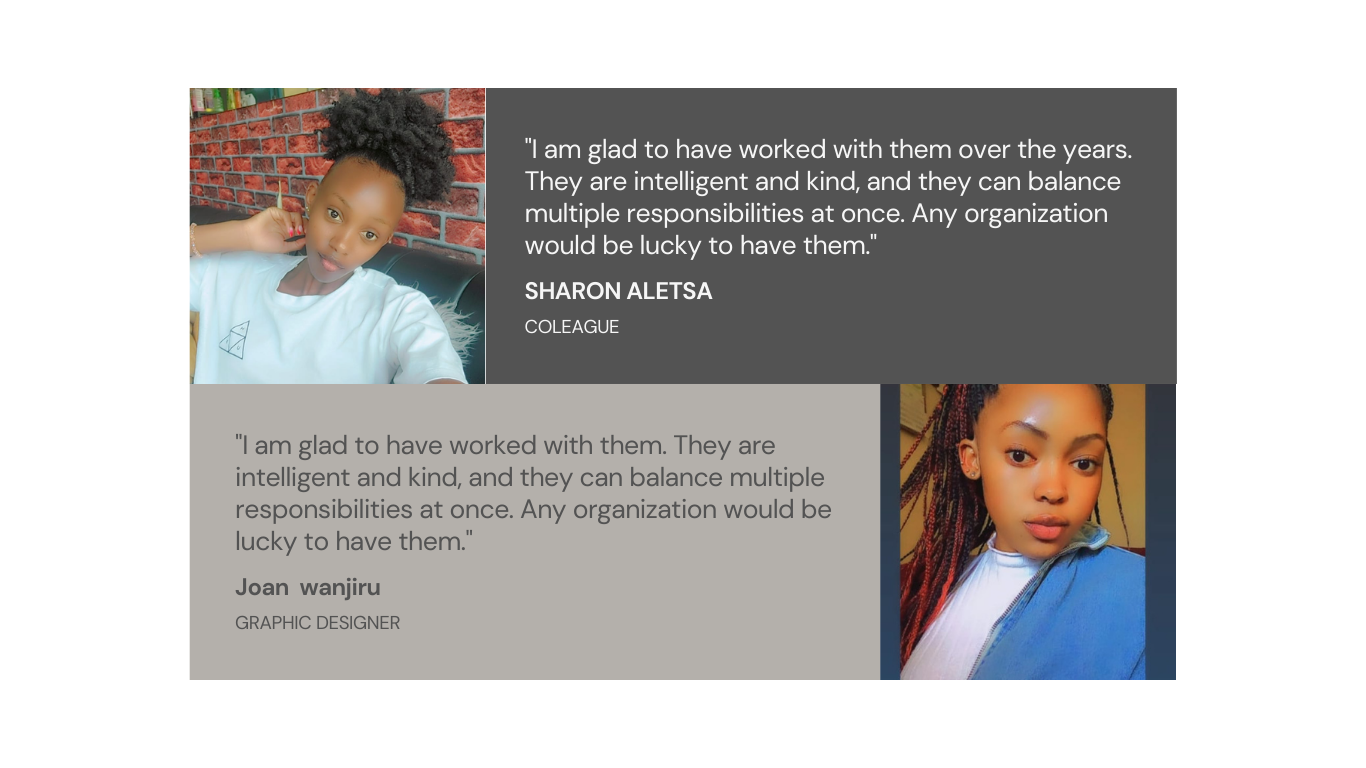 "I am glad to have worked with them over the years.
They are intelligent and kind, and they can balance
multiple responsibilities at once. Any organization
would be lucky to have them."
SHARON ALETSA
COLEAGUE
"I am glad to have worked with them. They are
intelligent and kind, and they can balance multiple
responsibilities at once. Any organization would be
lucky to have them."
Joan wanjiru
GRAPHIC DESIGNER